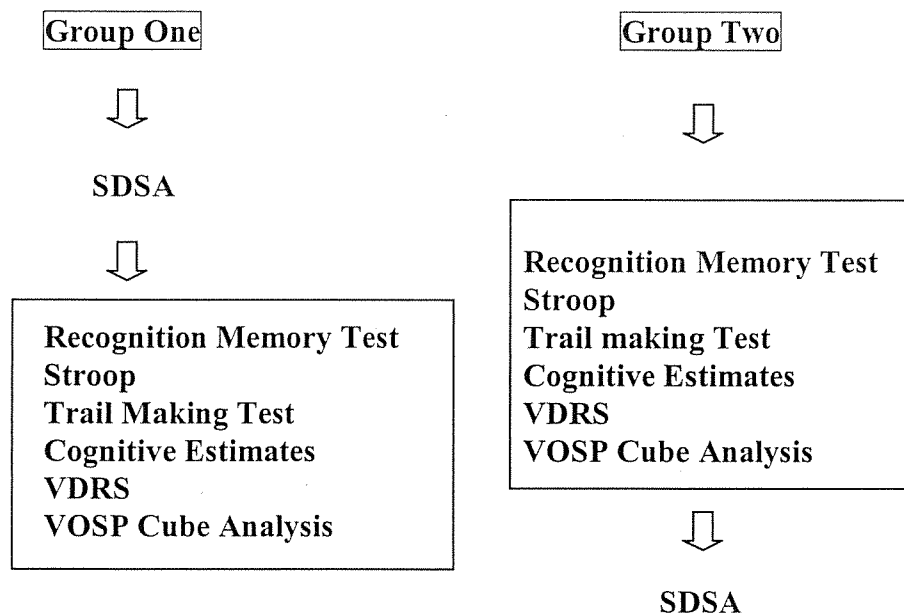 Group One
SDSA
Recognition Memory Test
Stroop
Trail Making Test
Cognitive Estimates
VDRS
VOSP Cube Analysis
Group Two
Recognition Memory Test
Stroop
Trail making Test
Cognitive Estimates
VDRS
VOSP Cube Analysis
SDSA